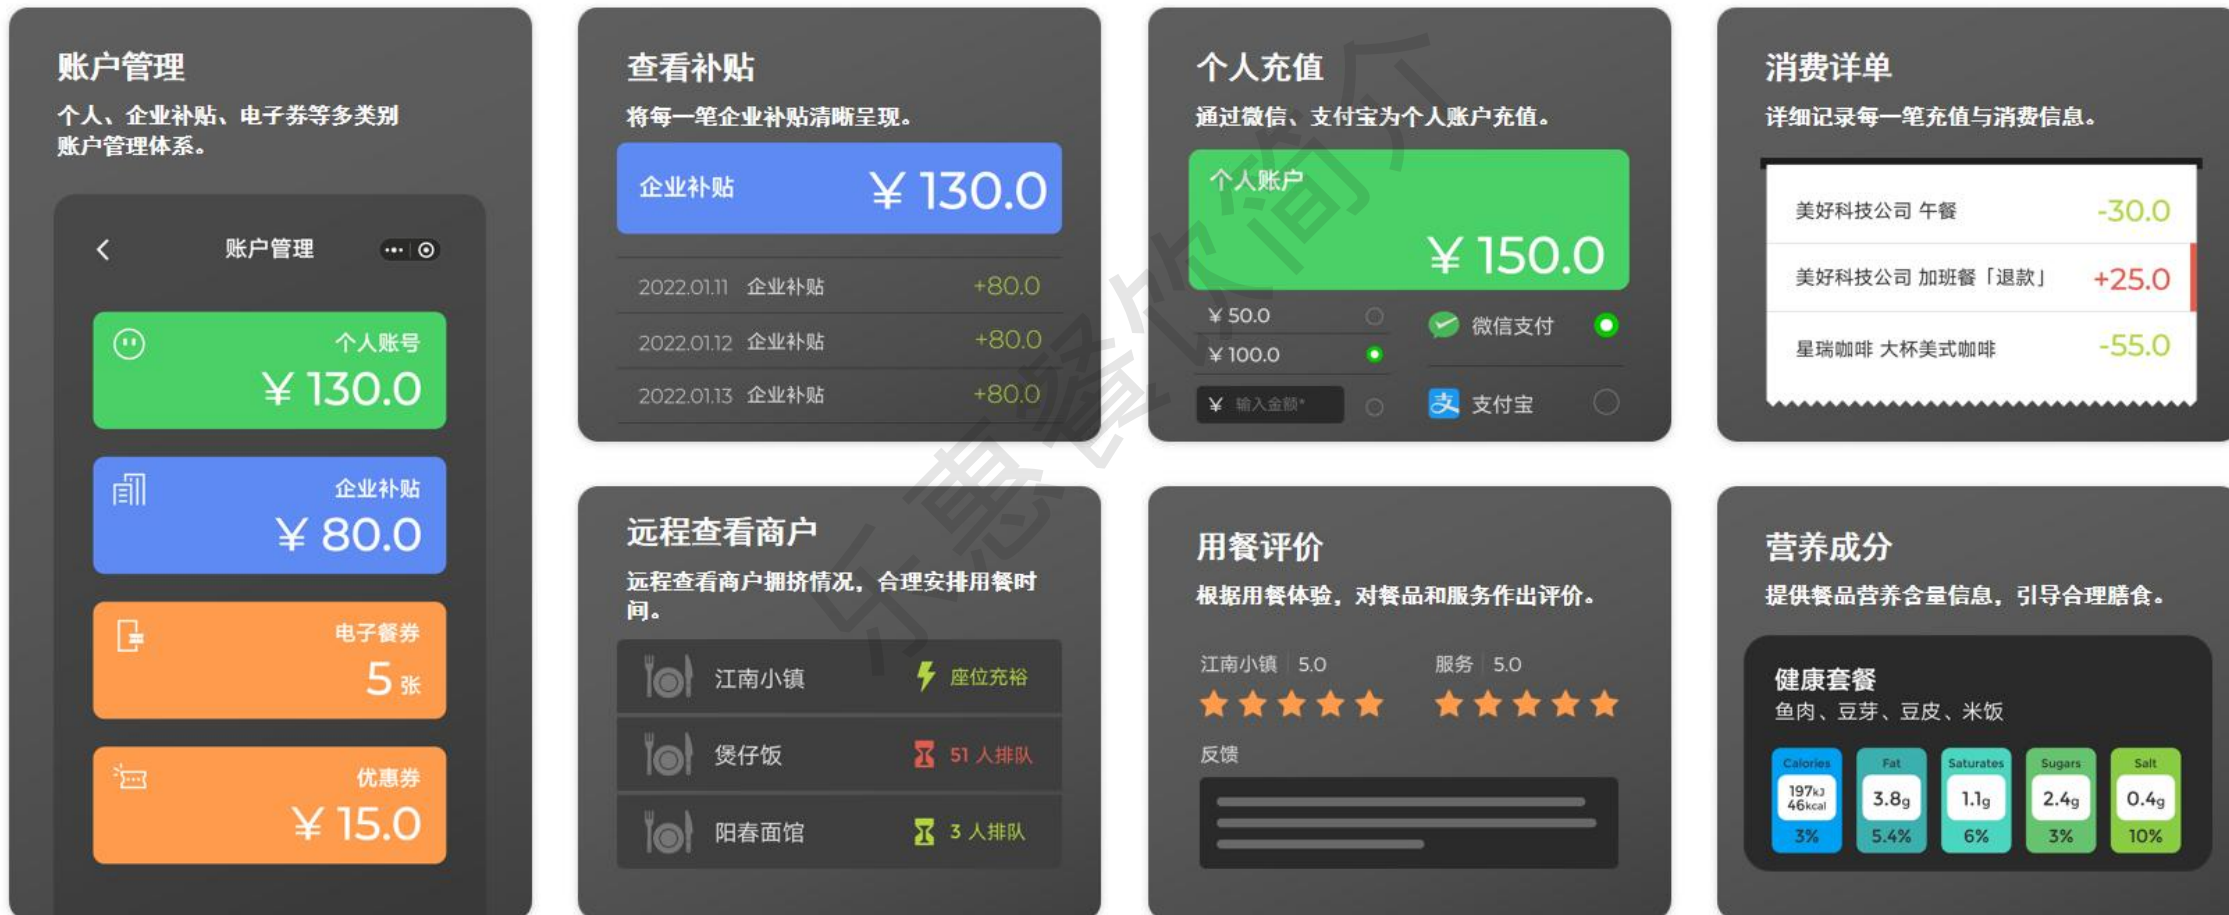 账户管理
个人、企业补贴、电子券等多类别
账户管理体系。
账户管理
个人账号
¥ 130.0
企业补贴
¥ 80.0
电子餐券
5 张
优惠券
¥ 15.0
查看补贴
将每一笔企业补贴清晰呈现。
企业补贴 ¥ 130.0
2022.01.11 企业补贴 +80.0
2022.01.12 企业补贴 +80.0
2022.01.13 企业补贴 +80.0
个人充值
通过微信、支付宝为个人账户充值。
个人账户
¥ 150.0
¥ 50.0
¥ 100.0
¥ 输入金额*
微信支付
支 支付宝
消费详单
详细记录每一笔充值与消费信息。
美好科技公司 午餐 -30.0
美好科技公司 加班餐「退款」 +25.0
星瑞咖啡 大杯美式咖啡 -55.0
远程查看商户
远程查看商户拥挤情况，合理安排用餐时
间。
江南小镇 座位充裕
煲仔饭 51 人排队
阳春面馆 3 人排队
用餐评价
根据用餐体验，对餐品和服务作出评价。
江南小镇 5.0 服务 5.0
反馈
营养成分
提供餐品营养含量信息，引导合理膳食。
健康套餐
鱼肉、豆芽、豆皮、米饭
Calories Fat Saturates Sugars Salt
197kJ 3.8g 1.1g 2.4g 0.4g
46kcal
3% 5.4% 6% 3% 10%
乐惠餐饮简介